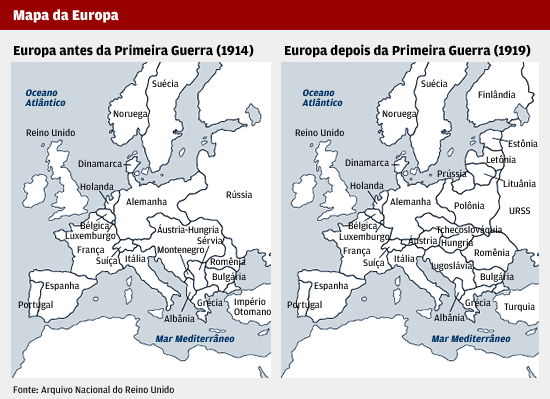 Mapa da Europa
Europa antes da Primeira Guerra (1914)
Oceano
Atlântico
Suécia
Noruega
Reino Unido
Dinamarca
Holanda
Alemanha
Rússia
Bélgica
Luxemburgo
Áustria-Hungria
Sérvia
França
Montenegro
Suíça
Itália
Romênia
Bulgária
Espanha
Portugal
Grécia
Império
Otomano
Albânia
Mar Mediterrâneo
Europa depois da Primeira Guerra (1919)
Oceano
Atlântico
Suécia
Finlândia
Noruega
Reino Unido
Estônia
Letônia
Dinamarca
Prússia
Lituânia
Holanda
Alemanha
Polônia
URSS
Bélgica
Luxemburgo
Tchecoslováquia
Áustria
Hungria
França
Suíça
Itália
Romênia
Iugoslávia
Bulgária
Espanha
Portugal
Grécia
Turquia
Albânia
Mar Mediterrâneo
Fonte: Arquivo Nacional do Reino Unido